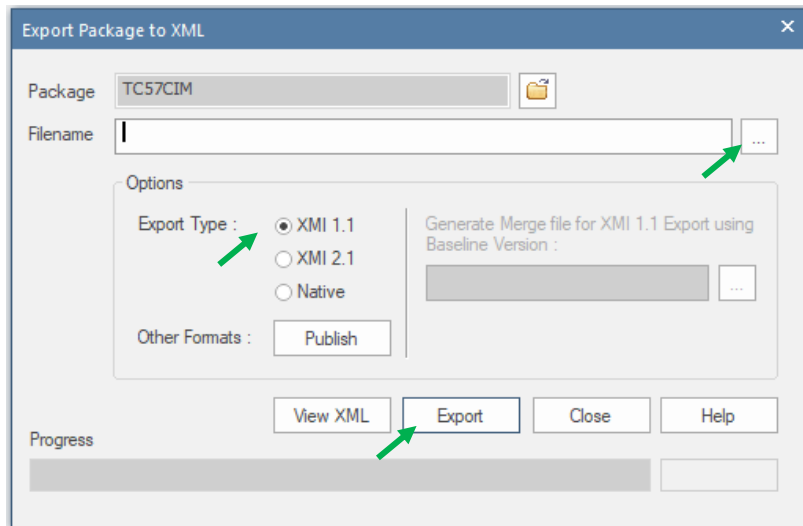 Export Package to XML
Package TC57CIM
Filename ...
Options
Export Type : XMI 1.1
XMI 2.1
Native
Generate Merge file for XMI 1.1 Export using
Baseline Version :
...
Other Formats : Publish
View XML Export Close Help
Progress